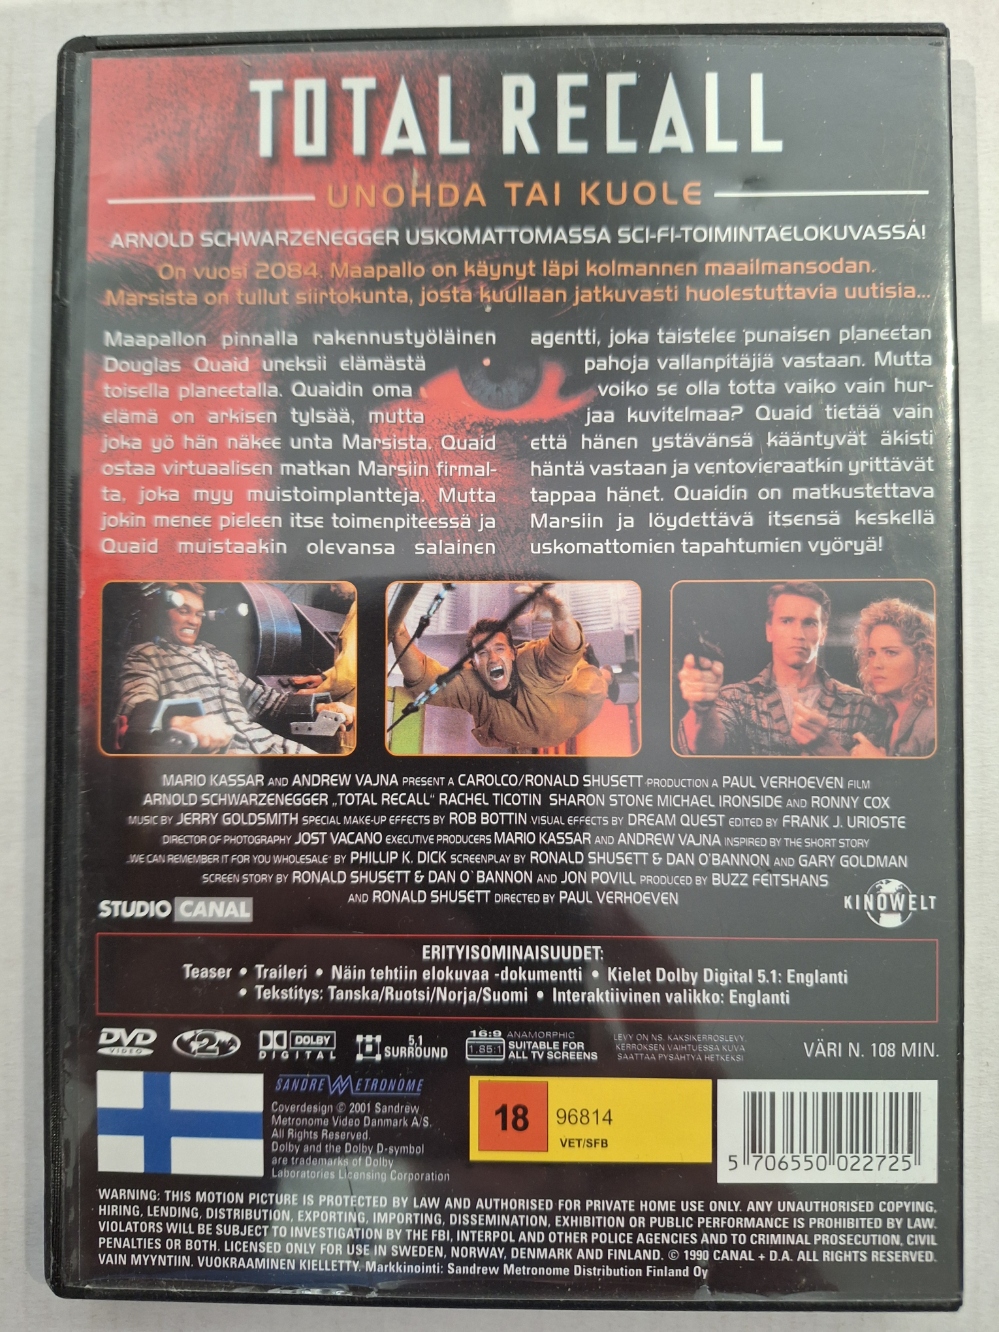 TOTAL RECALL
UNOHDA TAI KUOLE
ARNOLD SCHWARZENEGGER USKOMATTOMASSA SCI-FI-TOIMINTAELOKUVASSA!
On vuosi 2084. Maapallo on käynyt läpi kolmannen maailmansodan.
Marsista on tullut siirtokunta, josta kuullaan jatkuvasti huolestuttavia uutisia...
Maapallon pinnalla rakennustyöläinen
Douglas Quaid uneksii elämästä
toisella planeetalla. Quaidin oma
elämä on arkisen tylsää, mutta
joka yö hän näkee unta Marsista. Quaid
ostaa virtuaalisen matkan Marsiin firmal-
ta, joka myy muistoimplantteja. Mutta
jokin menee pieleen itse toimenpiteessä ja
Quaid muistaakin olevansa salainen
agentti, joka taistelee punaisen planeetan
pahoja vallanpitäjiä vastaan. Mutta
voiko se olla totta vaiko vain hur-
jaa kuvitelmaa? Quaid tietää vain
että hänen ystävänsä kääntyvät äkisti
häntä vastaan ja ventovieraatkin yrittävät
tappaa hänet. Quaidin on matkustettava
Marsiin ja löydettävä itsensä keskellä
uskomattomien tapahtumien vyöryä!
MARIO KASSAR AND ANDREW VAJNA PRESENT A CAROLCO/RONALD SHUSETT PRODUCTION A PAUL VERHOEVEN FILM
ARNOLD SCHWARZENEGGER „TOTAL RECALL" RACHEL TICOTIN SHARON STONE MICHAEL IRONSIDE AND RONNY COX
MUSIC BY JERRY GOLDSMITH SPECIAL MAKE-UP EFFECTS BY ROB BOTTIN VISUAL EFFECTS BY DREAM QUEST EDITED BY FRANK J. URIOSTE
DIRECTOR OF PHOTOGRAPHY JOST VACANO EXECUTIVE PRODUCERS MARIO KASSAR AND ANDREW VAJNA INSPIRED BY THE SHORT STORY
„WE CAN REMEMBER IT FOR YOU WHOLESALE" BY PHILLIP K. DICK SCREENPLAY BY RONALD SHUSETT & DAN O'BANNON AND GARY GOLDMAN
SCREEN STORY BY RONALD SHUSETT & DAN O`BANNON AND JON POVILL PRODUCED BY BUZZ FEITSHANS
AND RONALD SHUSETT DIRECTED BY PAUL VERHOEVEN
STUDIO CANAL
KINOWELT
ERITYISOMINAISUUDET:
Teaser • Traileri • Näin tehtiin elokuvaa -dokumentti • Kielet Dolby Digital 5.1: Englanti
• Tekstitys: Tanska/Ruotsi/Norja/Suomi • Interaktiivinen valikko: Englanti
DVD VIDEO
2
DOLBY DIGITAL
5.1 SURROUND
16:9
1.85:1
ANAMORPHIC
SUITABLE FOR
ALL TV SCREENS
LEVY ON NS. KAKSIKERROSLEVY.
KERROKSEN VAIHTUESSA KUVA
SAATTAA PYSÄHTYÄ HETKEKSI
VÄRI N. 108 MIN.
SANDREW METRONOME
Coverdesign © 2001 Sandrew
Metronome Video Danmark A/S.
All Rights Reserved.
Dolby and the Dolby D-symbol
are trademarks of Dolby
Laboratories Licensing Corporation
18
96814
VET/SFB
5 706550 022725
WARNING: THIS MOTION PICTURE IS PROTECTED BY LAW AND AUTHORISED FOR PRIVATE HOME USE ONLY. ANY UNAUTHORISED COPYING,
HIRING, LENDING, DISTRIBUTION, EXPORTING, IMPORTING, DISSEMINATION, EXHIBITION OR PUBLIC PERFORMANCE IS PROHIBITED BY LAW.
VIOLATORS WILL BE SUBJECT TO INVESTIGATION BY THE FBI, INTERPOL AND OTHER POLICE AGENCIES AND TO CRIMINAL PROSECUTION, CIVIL
PENALTIES OR BOTH. LICENSED ONLY FOR USE IN SWEDEN, NORWAY, DENMARK AND FINLAND. © 1990 CANAL + D.A. ALL RIGHTS RESERVED.
VAIN MYYNTIIN. VUOKRAAMINEN KIELLETTY. Markkinointi: Sandrew Metronome Distribution Finland Oy